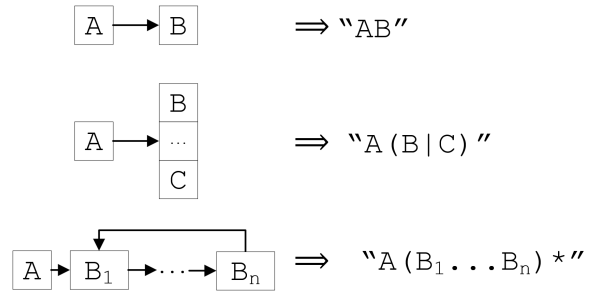 A B ⟹ “AB”
B
A ... ⟹ “A(B|C)”
C
A B₁ ... Bₙ ⟹ “A(B₁...Bₙ)*”